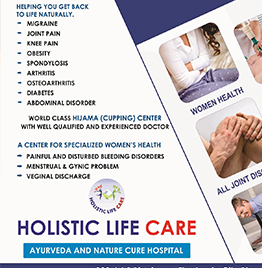 HELPING YOU GET BACK
TO LIFE NATURALLY.
• MIGRAINE
• JOINT PAIN
• KNEE PAIN
• OBESITY
• SPONDYLOSIS
• ARTHRITIS
• OSTEOARTHRITIS
• DIABETES
• ABDOMINAL DISORDER
WORLD CLASS HIJAMA (CUPPING) CENTER
WITH WELL QUALIFIED AND EXPERIENCED DOCTOR
A CENTER FOR SPECIALIZED WOMEN'S HEALTH
➢ PAINFUL AND DISTURBED BLEEDING DISORDERS
➢ MENSTRUAL & GYNIC PROBLEM
➢ VEGINAL DISCHARGE
WOMEN HEALTH
ALL JOINT
HOLISTIC LIFE CARE
HOLISTIC LIFE CARE
AYURVEDA AND NATURE CURE HOSPITAL